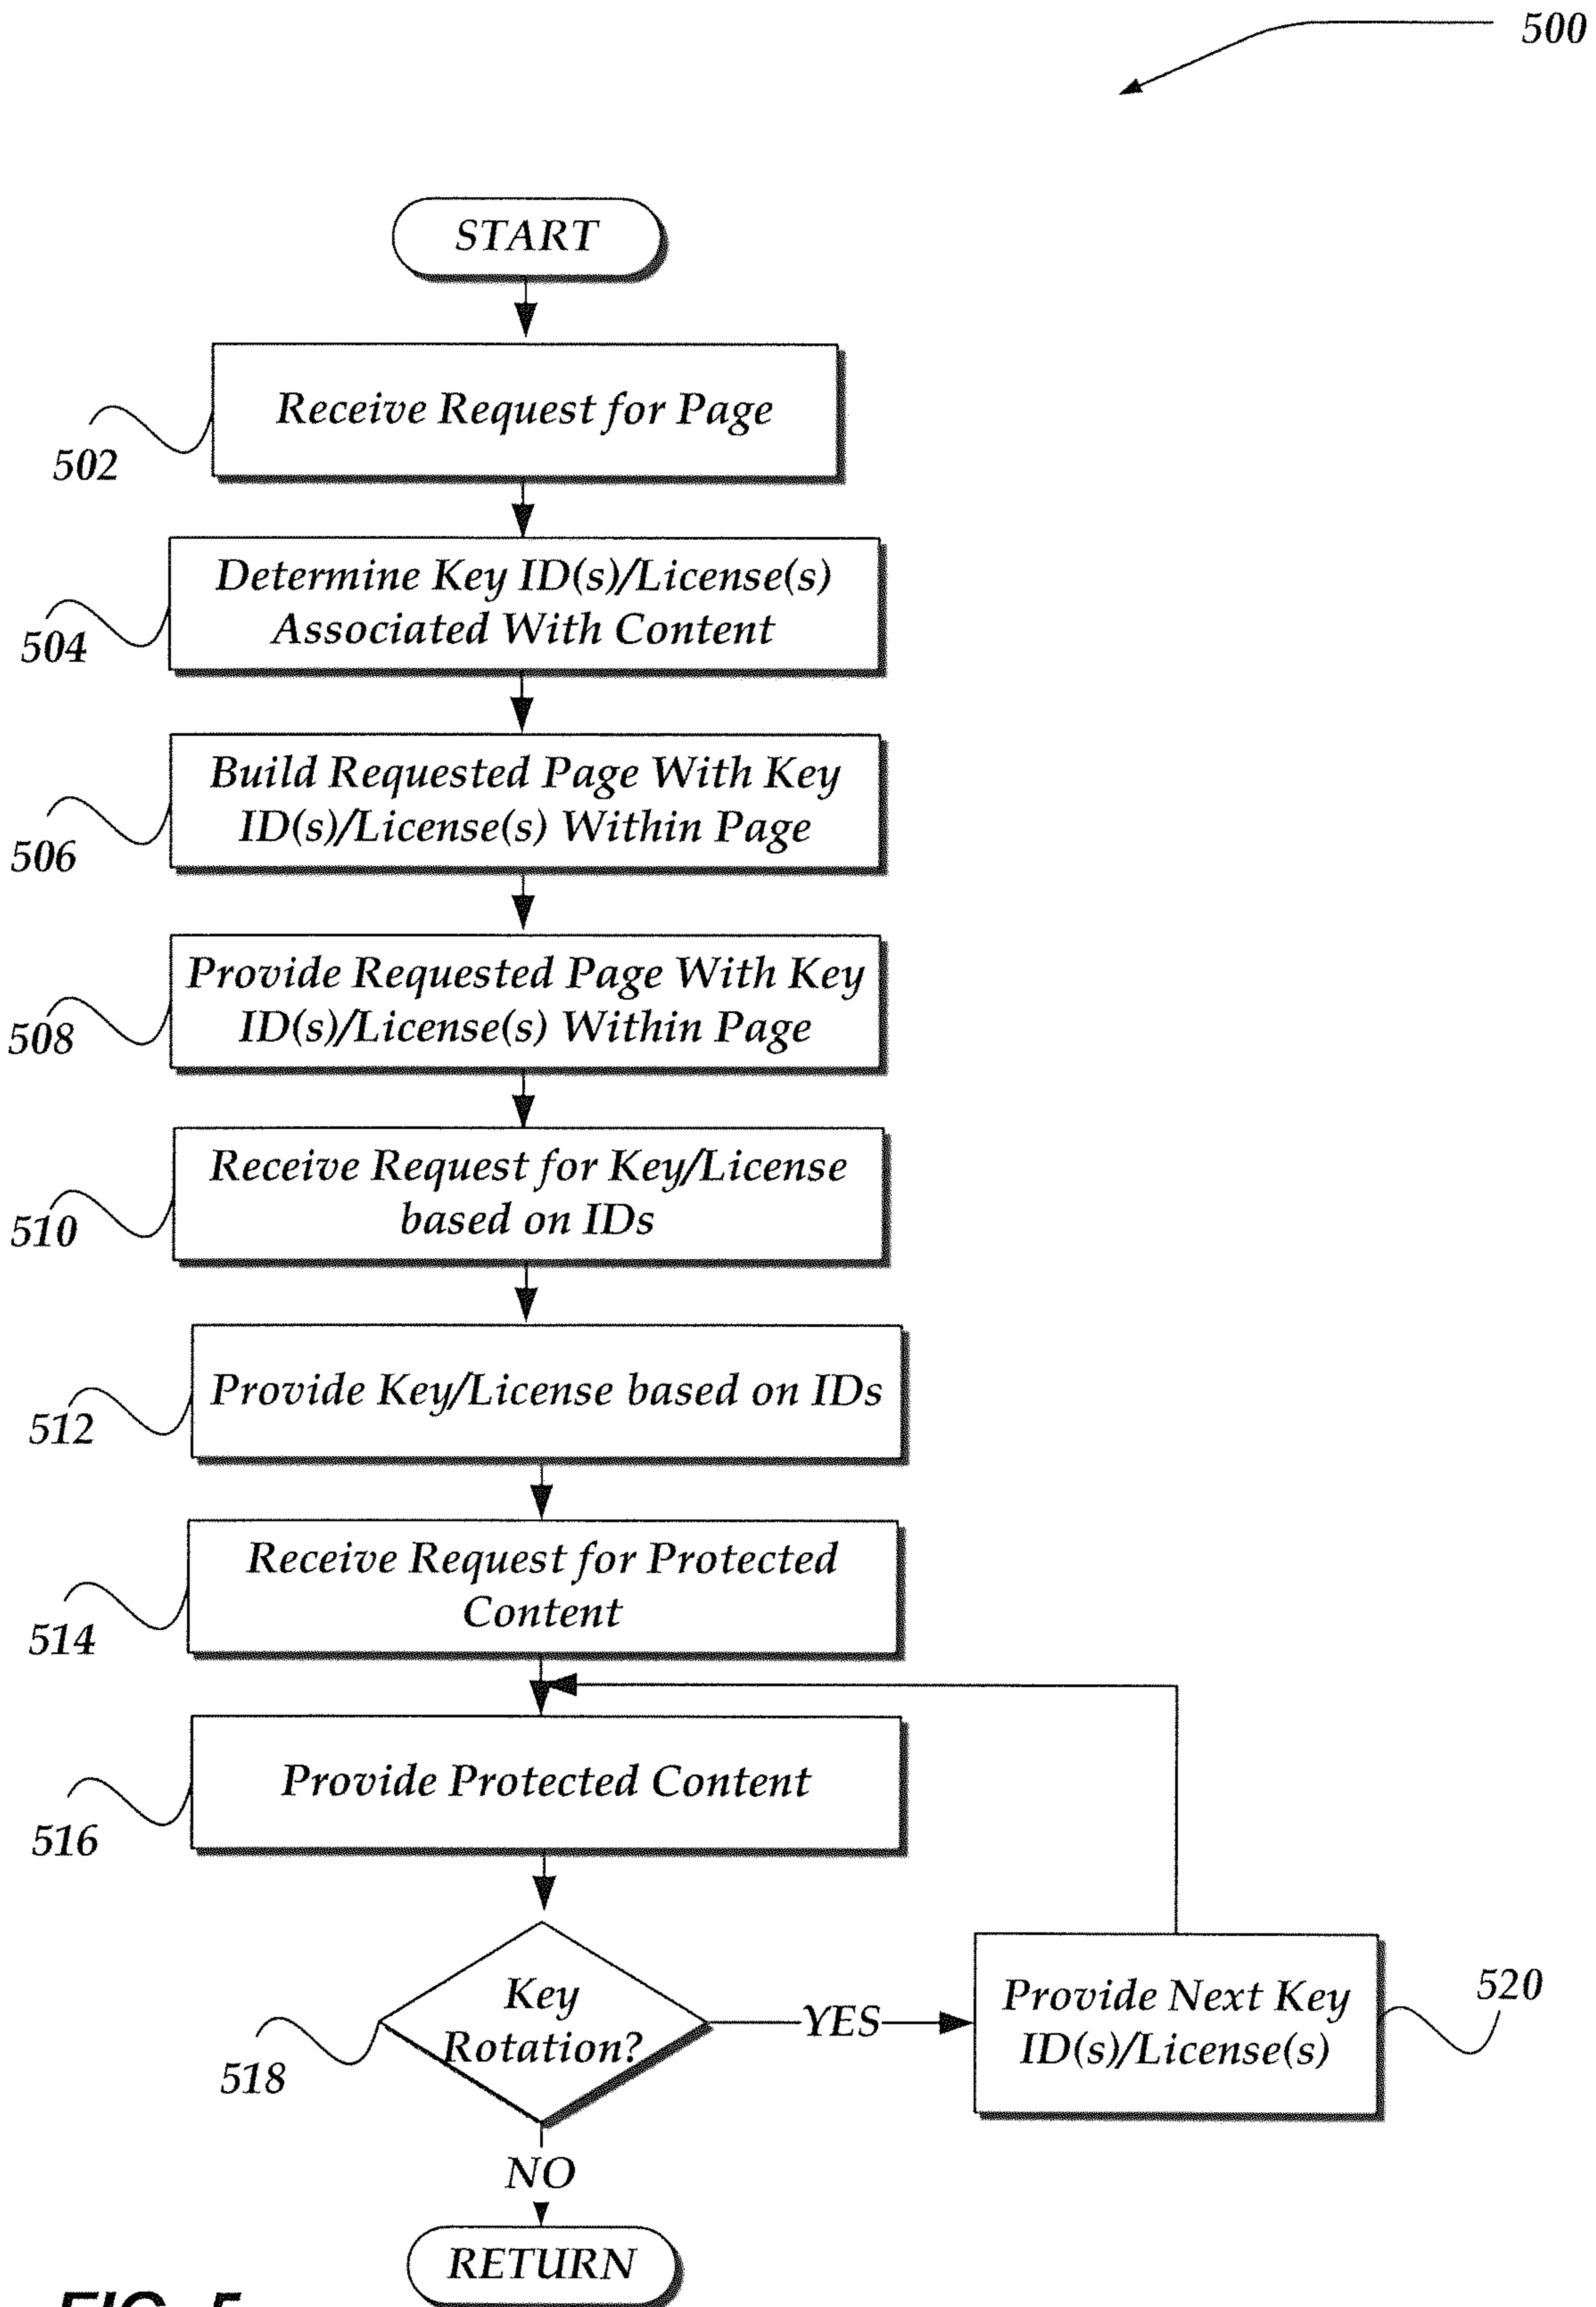 500
START
Receive Request for Page
502
Determine Key ID(s)/License(s)
Associated With Content
504
Build Requested Page With Key
ID(s)/License(s) Within Page
506
Provide Requested Page With Key
ID(s)/License(s) Within Page
508
Receive Request for Key/License
based on IDs
510
Provide Key/License based on IDs
512
Receive Request for Protected
Content
514
Provide Protected Content
516
Key
Rotation?
518
YES
Provide Next Key
ID(s)/License(s)
520
NO
RETURN
FIG. 5